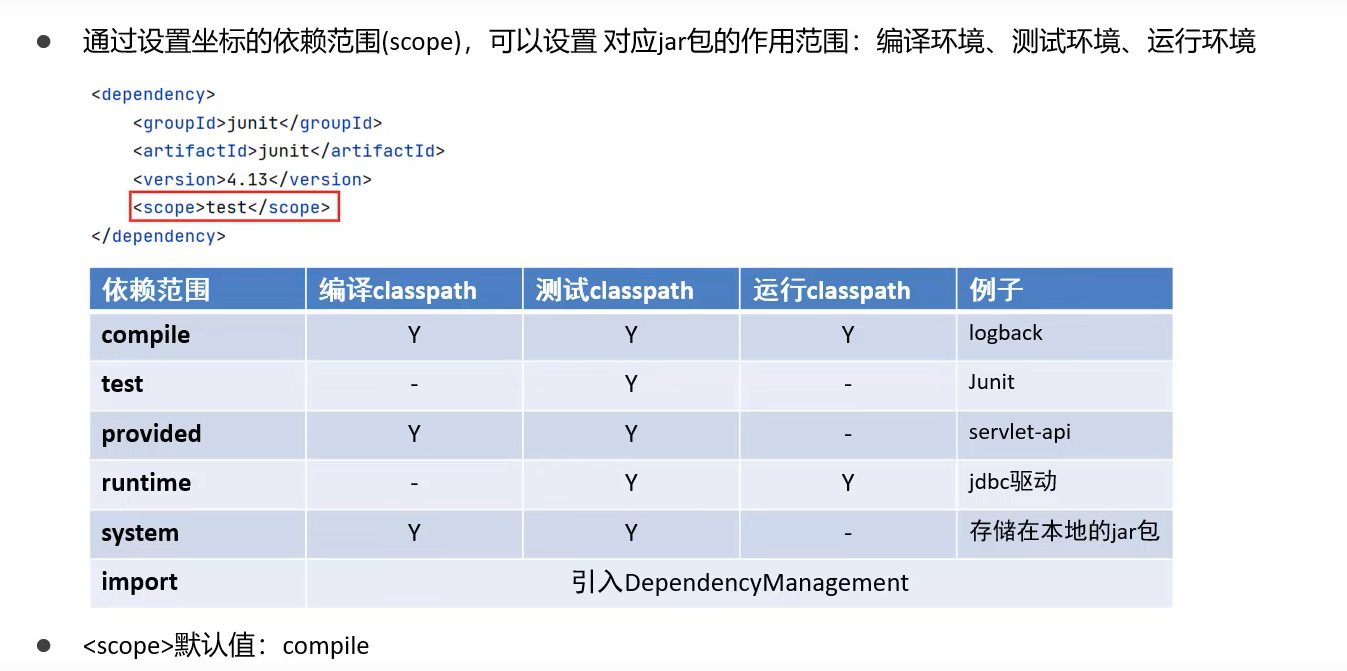 通过设置坐标的依赖范围(scope)，可以设置 对应jar包的作用范围：编译环境、测试环境、运行环境
<dependency>
<groupId>junit</groupId>
<artifactId>junit</artifactId>
<version>4.13</version>
<scope>test</scope>
</dependency>
依赖范围 编译classpath 测试classpath 运行classpath 例子
compile Y Y Y logback
test - Y - Junit
provided Y Y - servlet-api
runtime - Y Y jdbc驱动
system Y Y - 存储在本地的jar包
import 引入DependencyManagement
<scope>默认值：compile